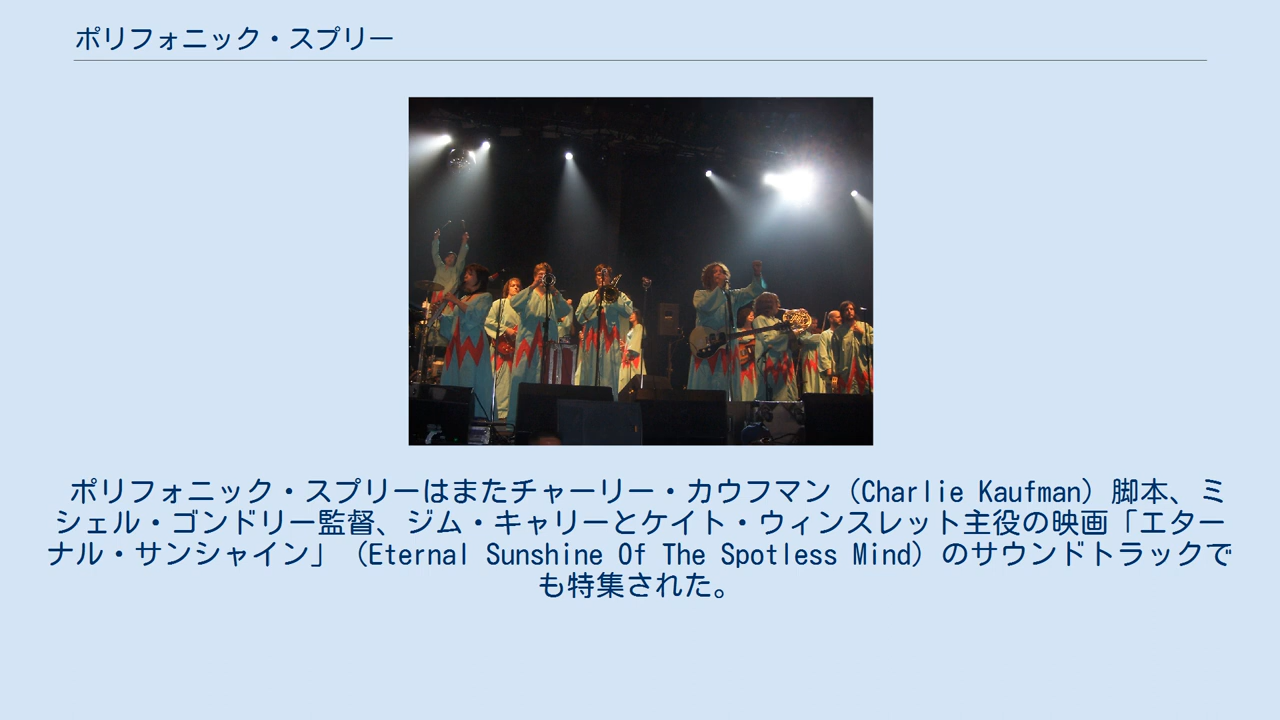 ポリフォニック・スプリー
ポリフォニック・スプリーはまたチャーリー・カウフマン（Charlie Kaufman）脚本、ミ
シェル・ゴンドリー監督、ジム・キャリーとケイト・ウィンスレット主役の映画「エター
ナル・サンシャイン」（Eternal Sunshine Of The Spotless Mind）のサウンドトラックで
も特集された。